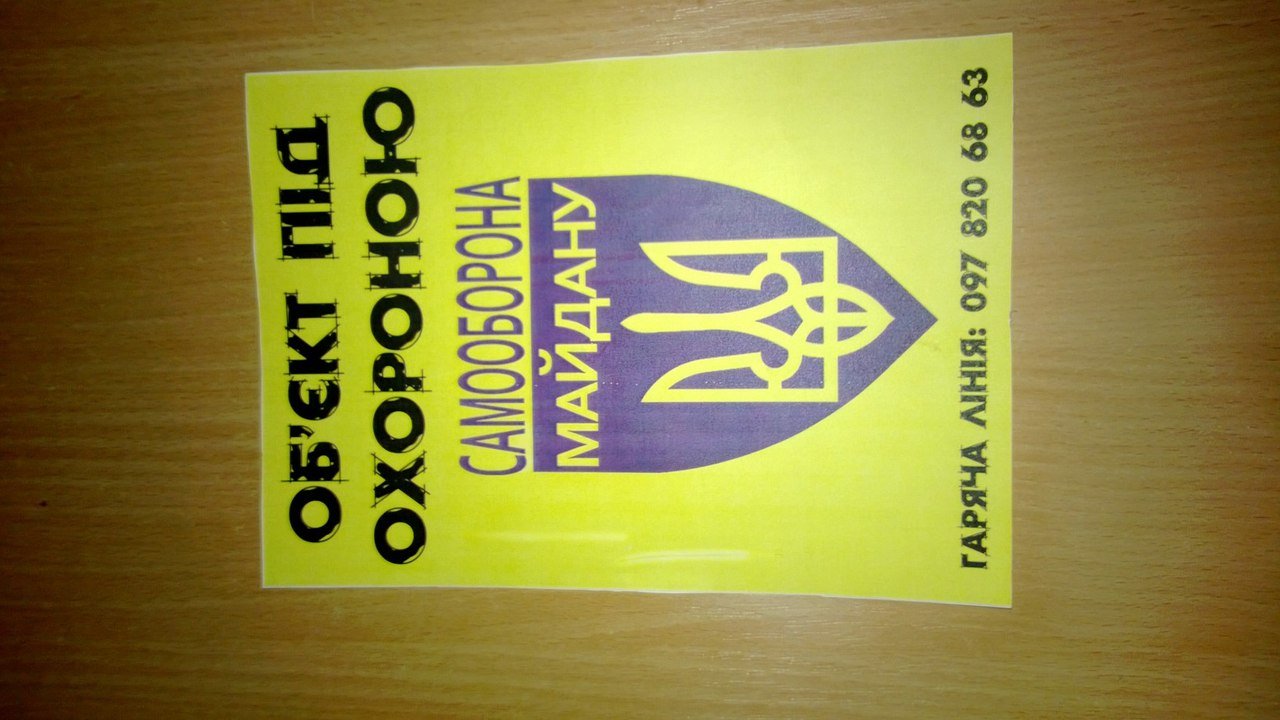 ОБ'ЄКТ ПІД
ОХОРОНОЮ
САМООБОРОНА
МАЙДАНУ
ГАРЯЧА ЛІНІЯ: 097 820 68 63